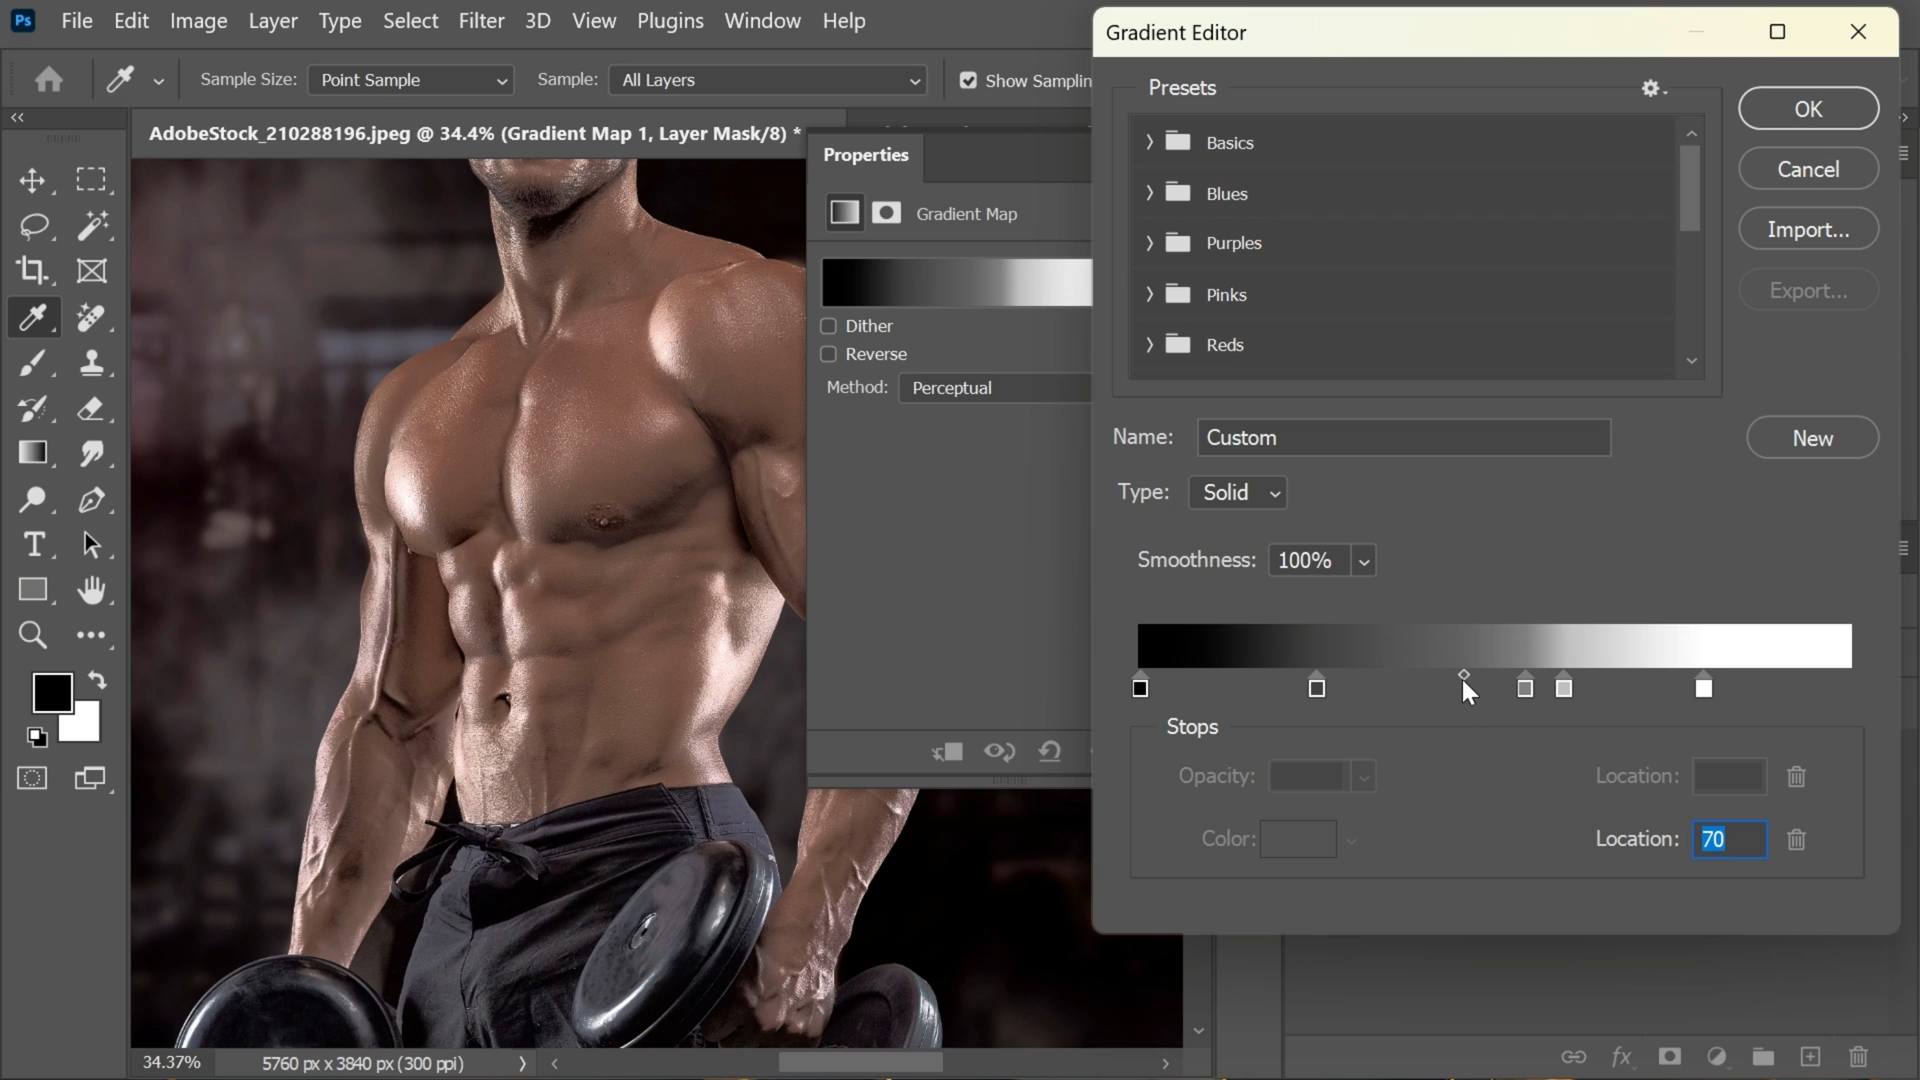 Ps File Edit Image Layer Type Select Filter 3D View Plugins Window Help
Gradient Editor
Sample Size: Point Sample Sample: All Layers Show Samplin
AdobeStock_210288196.jpeg @ 34.4% (Gradient Map 1, Layer Mask/8) *
Properties
Gradient Map
Dither
Reverse
Method: Perceptual
Presets
Basics
Blues
Purples
Pinks
Reds
OK
Cancel
Import...
Export...
Name: Custom
New
Type: Solid
Smoothness: 100%
Stops
Opacity: Location:
Color: Location: 70
34.37% 5760 px x 3840 px (300 ppi)
fx